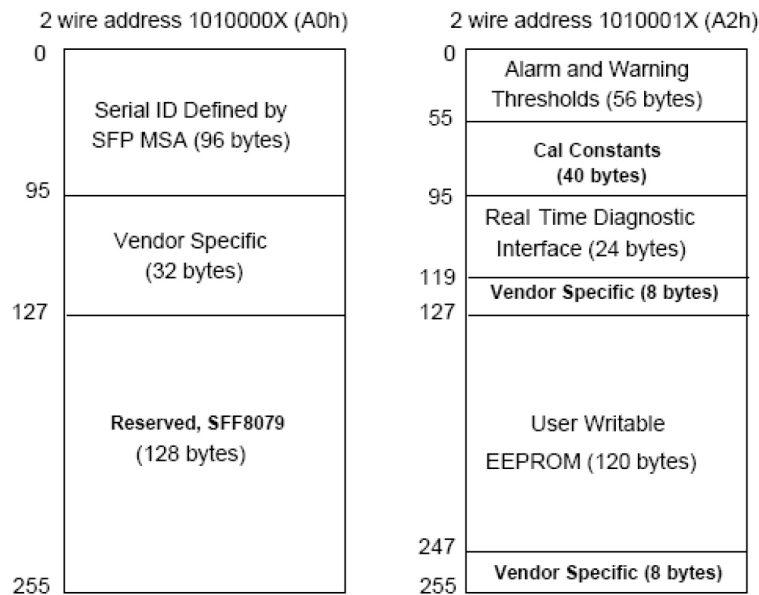 2 wire address 1010000X (A0h)
0
Serial ID Defined by
SFP MSA (96 bytes)
95
Vendor Specific
(32 bytes)
127
Reserved, SFF8079
(128 bytes)
255
2 wire address 1010001X (A2h)
0
Alarm and Warning
Thresholds (56 bytes)
55
Cal Constants
(40 bytes)
95
Real Time Diagnostic
Interface (24 bytes)
119
Vendor Specific (8 bytes)
127
User Writable
EEPROM (120 bytes)
247
Vendor Specific (8 bytes)
255